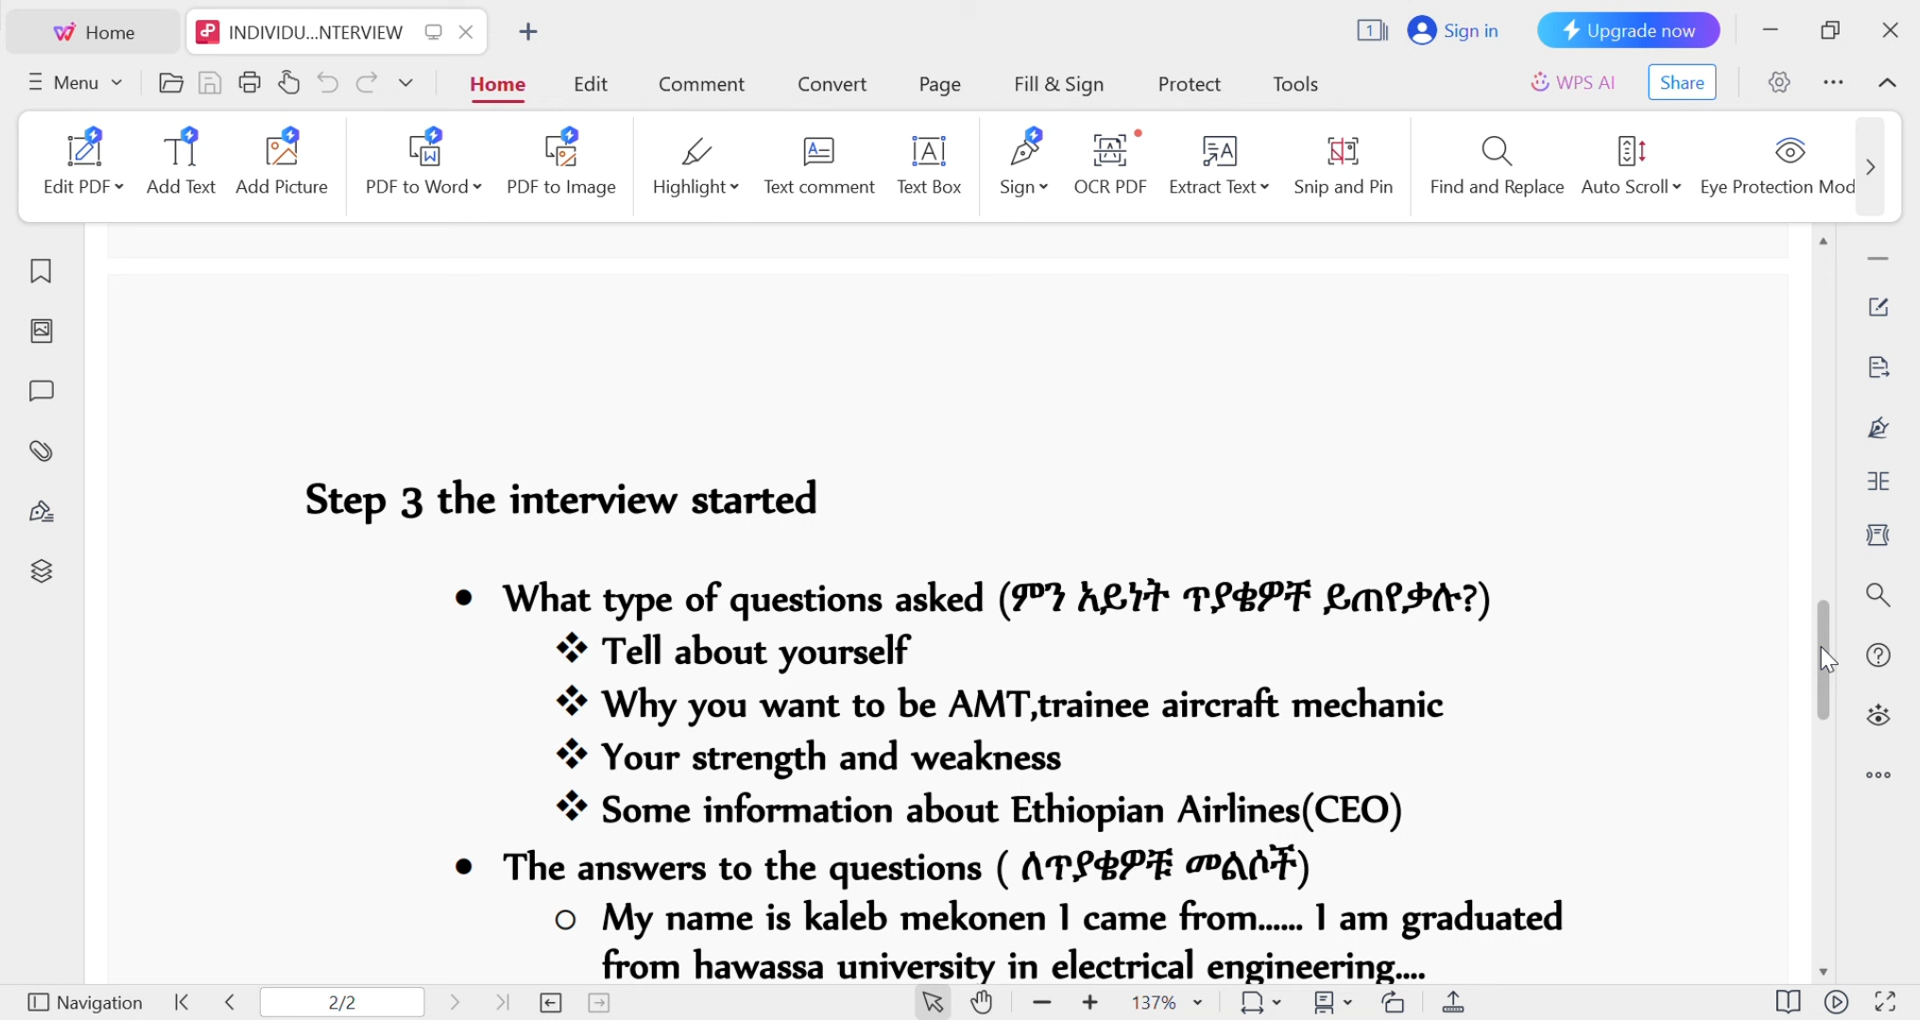 Home
INDIVIDU...NTERVIEW
Sign in
Upgrade now
Menu
Home
Edit
Comment
Convert
Page
Fill & Sign
Protect
Tools
WPS AI
Share
Edit PDF
Add Text
Add Picture
PDF to Word
PDF to Image
Highlight
Text comment
Text Box
Sign
OCR PDF
Extract Text
Snip and Pin
Find and Replace
Auto Scroll
Eye Protection Mod
Step 3 the interview started
• What type of questions asked (ምን አይነት ጥያቄዎች ይጠየቃሉ?)
❖ Tell about yourself
❖ Why you want to be AMT,trainee aircraft mechanic
❖ Your strength and weakness
❖ Some information about Ethiopian Airlines(CEO)
• The answers to the questions ( ለጥያቄዎቹ መልሶች)
○ My name is kaleb mekonen I came from...... I am graduated
from hawassa university in electrical engineering....
Navigation
2/2
137%